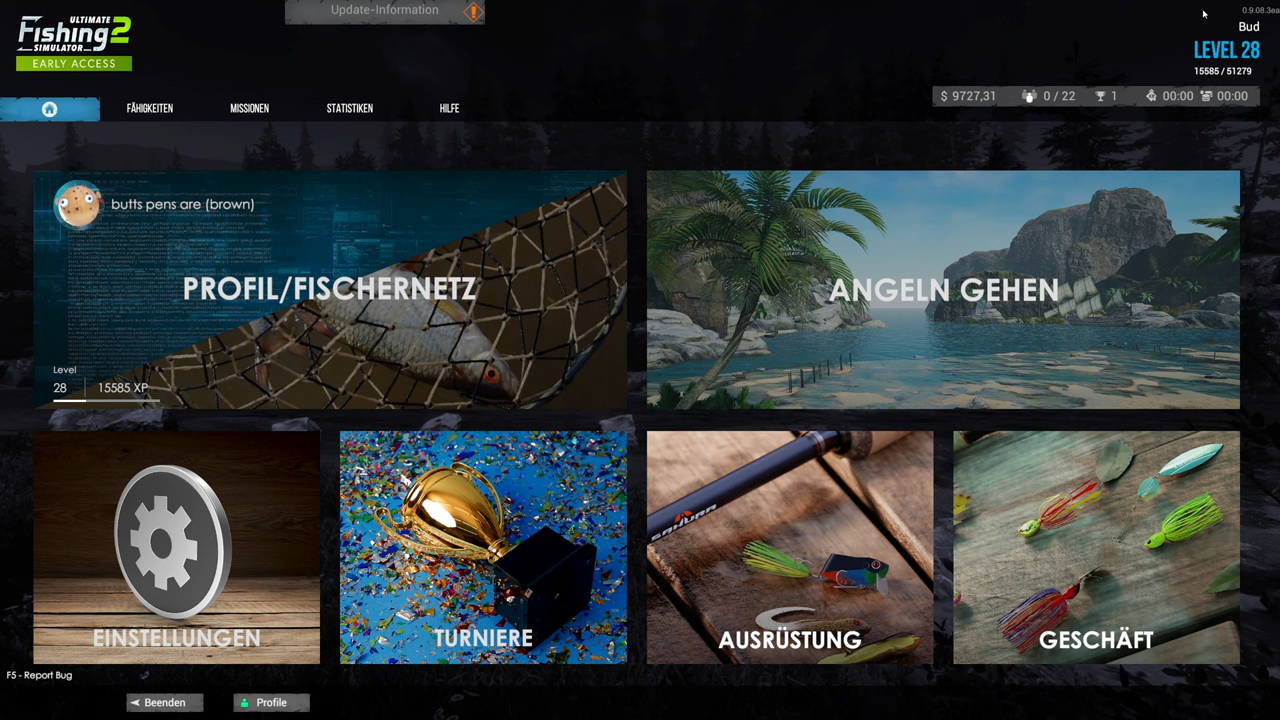 Update-Information
0.9.08.3ea
ULTIMATE
Fishing 2
SIMULATOR
EARLY ACCESS
Bud
LEVEL 28
15585 / 51279
FÄHIGKEITEN
MISSIONEN
STATISTIKEN
HILFE
$ 9727,31
0 / 22
1
00:00
00:00
butts pens are (brown)
PROFIL/FISCHERNETZ
Level
28
15585 XP
ANGELN GEHEN
EINSTELLUNGEN
TURNIERE
SAKURA
AUSRÜSTUNG
GESCHÄFT
F5 - Report Bug
Beenden
Profile